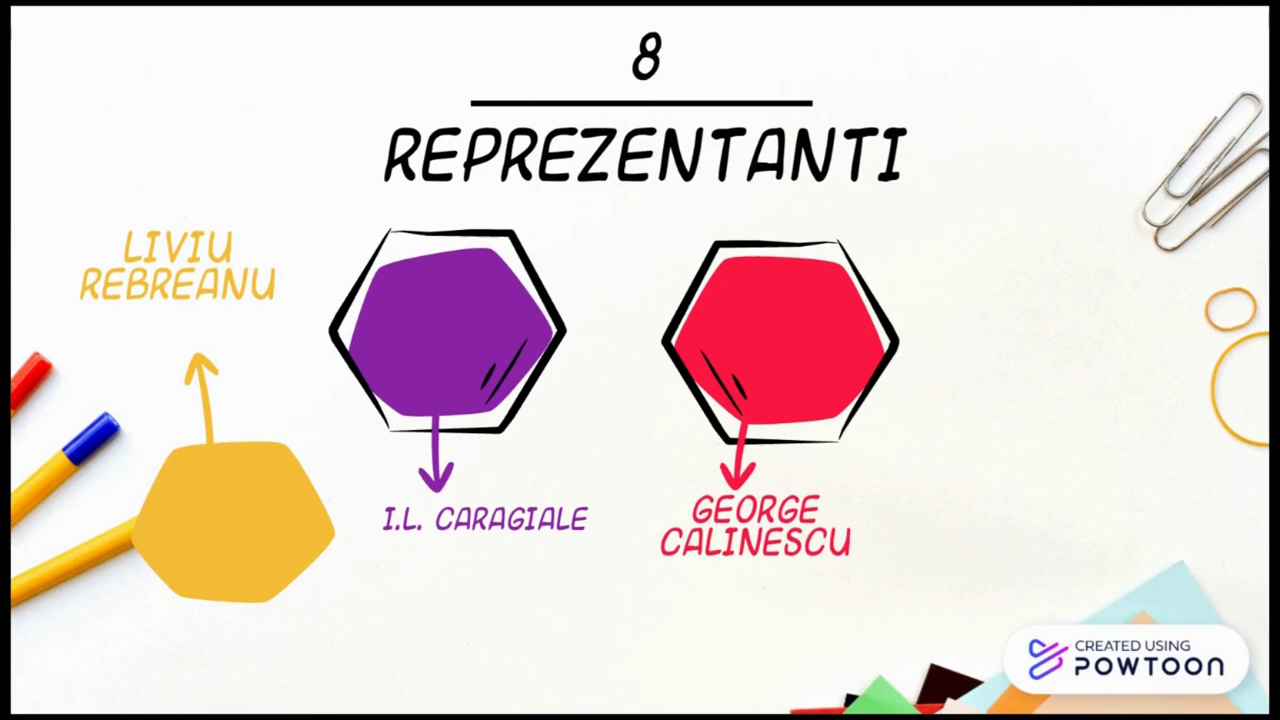 8
REPREZENTANTI
LIVIU
REBREANU
I.L. CARAGIALE
GEORGE
CALINESCU
CREATED USING
POWTOON